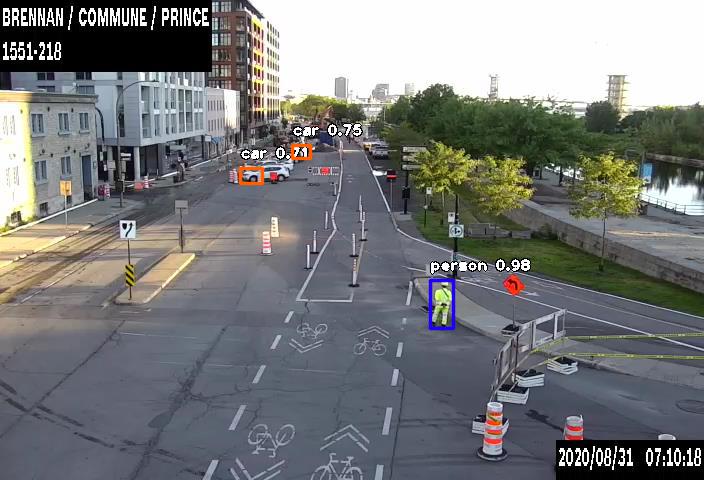 BRENNAN / COMMUNE / PRINCE
1551-218
car 0.75
car 0.71
person 0.98
2020/08/31 07:10:18